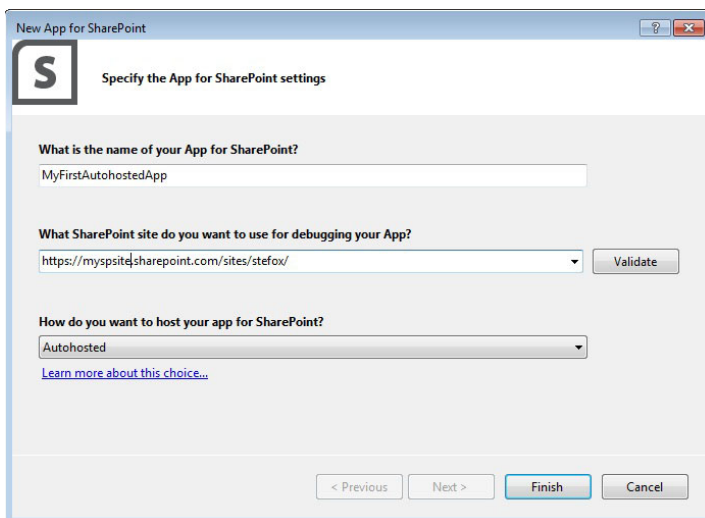 New App for SharePoint
S
Specify the App for SharePoint settings
What is the name of your App for SharePoint?
MyFirstAutohostedApp
What SharePoint site do you want to use for debugging your App?
https://myspsite.sharepoint.com/sites/stefox/
Validate
How do you want to host your app for SharePoint?
Autohosted
Learn more about this choice...
< Previous Next > Finish Cancel